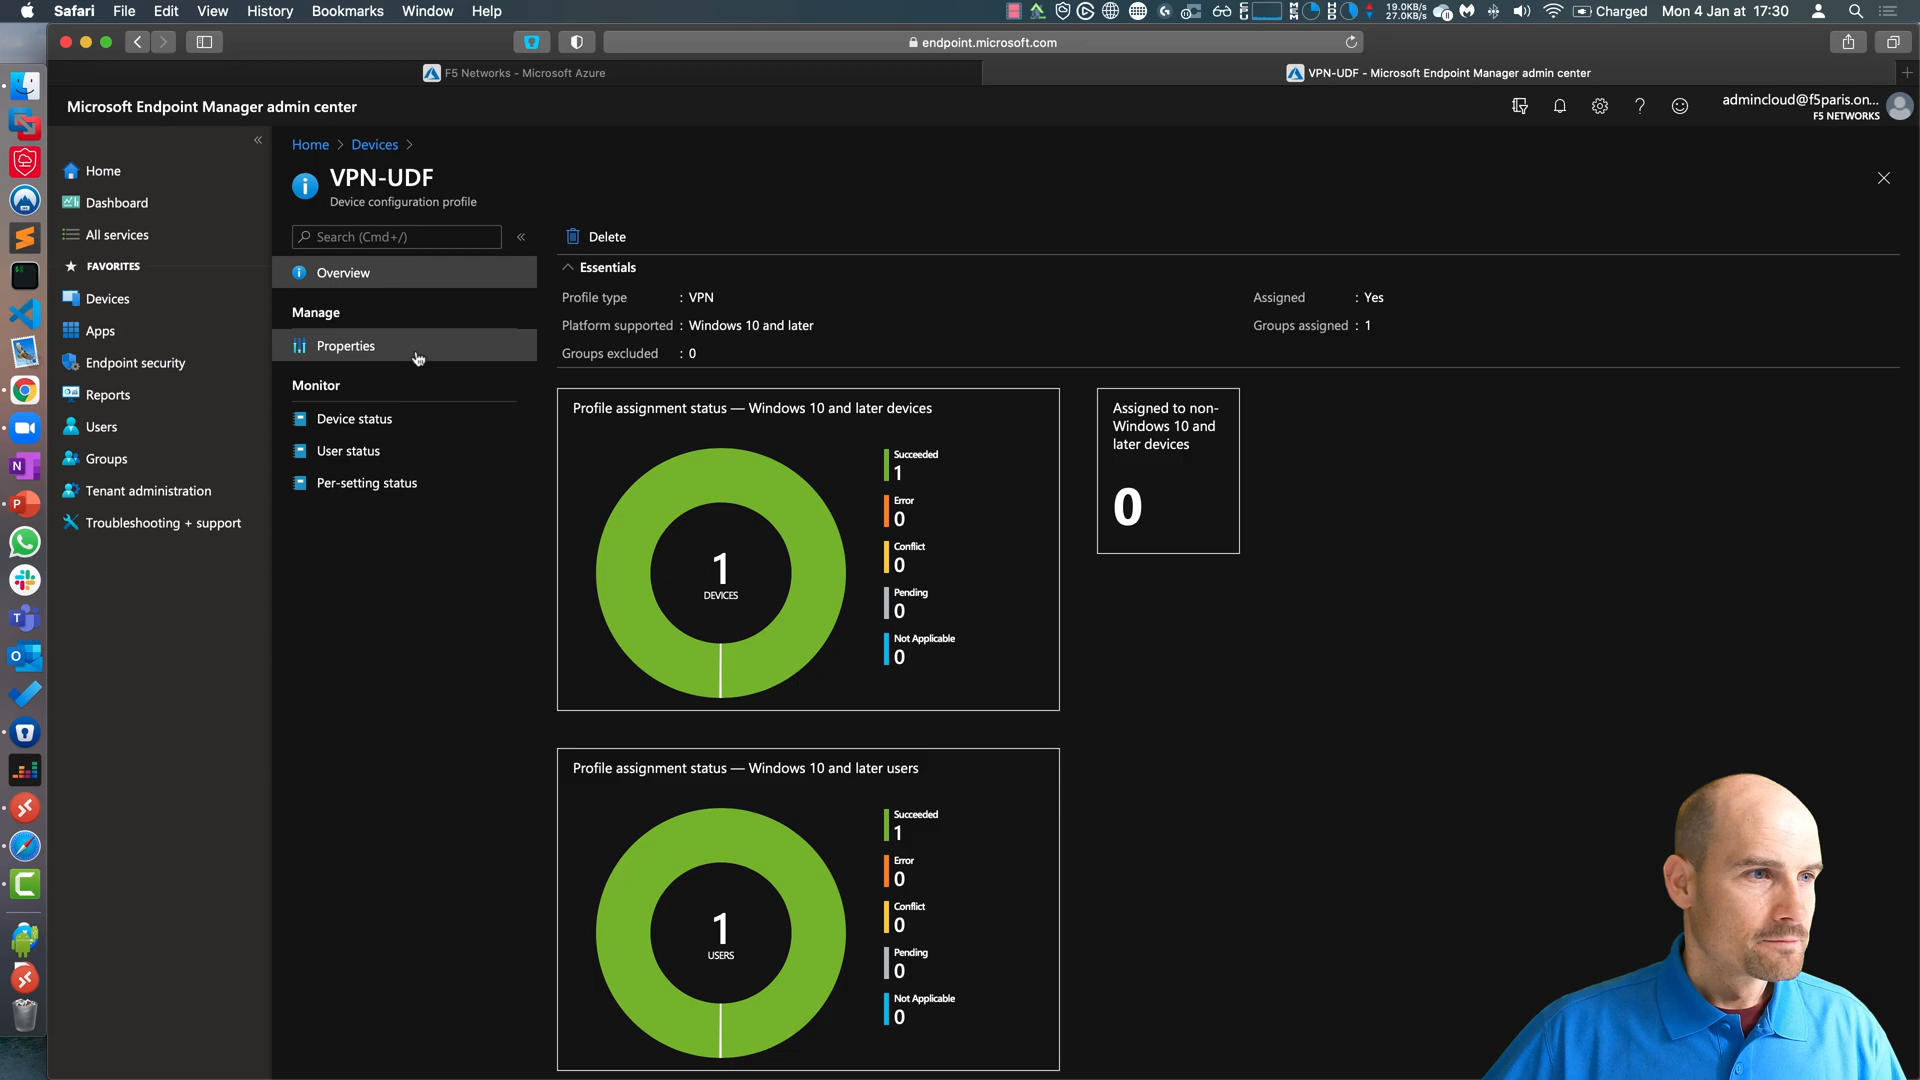 Safari File Edit View History Bookmarks Window Help
19.0KB/s
27.0KB/s
Charged Mon 4 Jan at 17:30
endpoint.microsoft.com
F5 Networks - Microsoft Azure
VPN-UDF - Microsoft Endpoint Manager admin center
Microsoft Endpoint Manager admin center
admincloud@f5paris.on...
F5 NETWORKS
Home
Dashboard
All services
FAVORITES
Devices
Apps
Endpoint security
Reports
Users
Groups
Tenant administration
Troubleshooting + support
Home > Devices >
VPN-UDF
Device configuration profile
Search (Cmd+/)
Overview
Manage
Properties
Monitor
Device status
User status
Per-setting status
Delete
Essentials
Profile type : VPN
Assigned : Yes
Platform supported : Windows 10 and later
Groups assigned : 1
Groups excluded : 0
Profile assignment status — Windows 10 and later devices
1
DEVICES
Succeeded
1
Error
0
Conflict
0
Pending
0
Not Applicable
0
Assigned to non-
Windows 10 and
later devices
0
Profile assignment status — Windows 10 and later users
1
USERS
Succeeded
1
Error
0
Conflict
0
Pending
0
Not Applicable
0